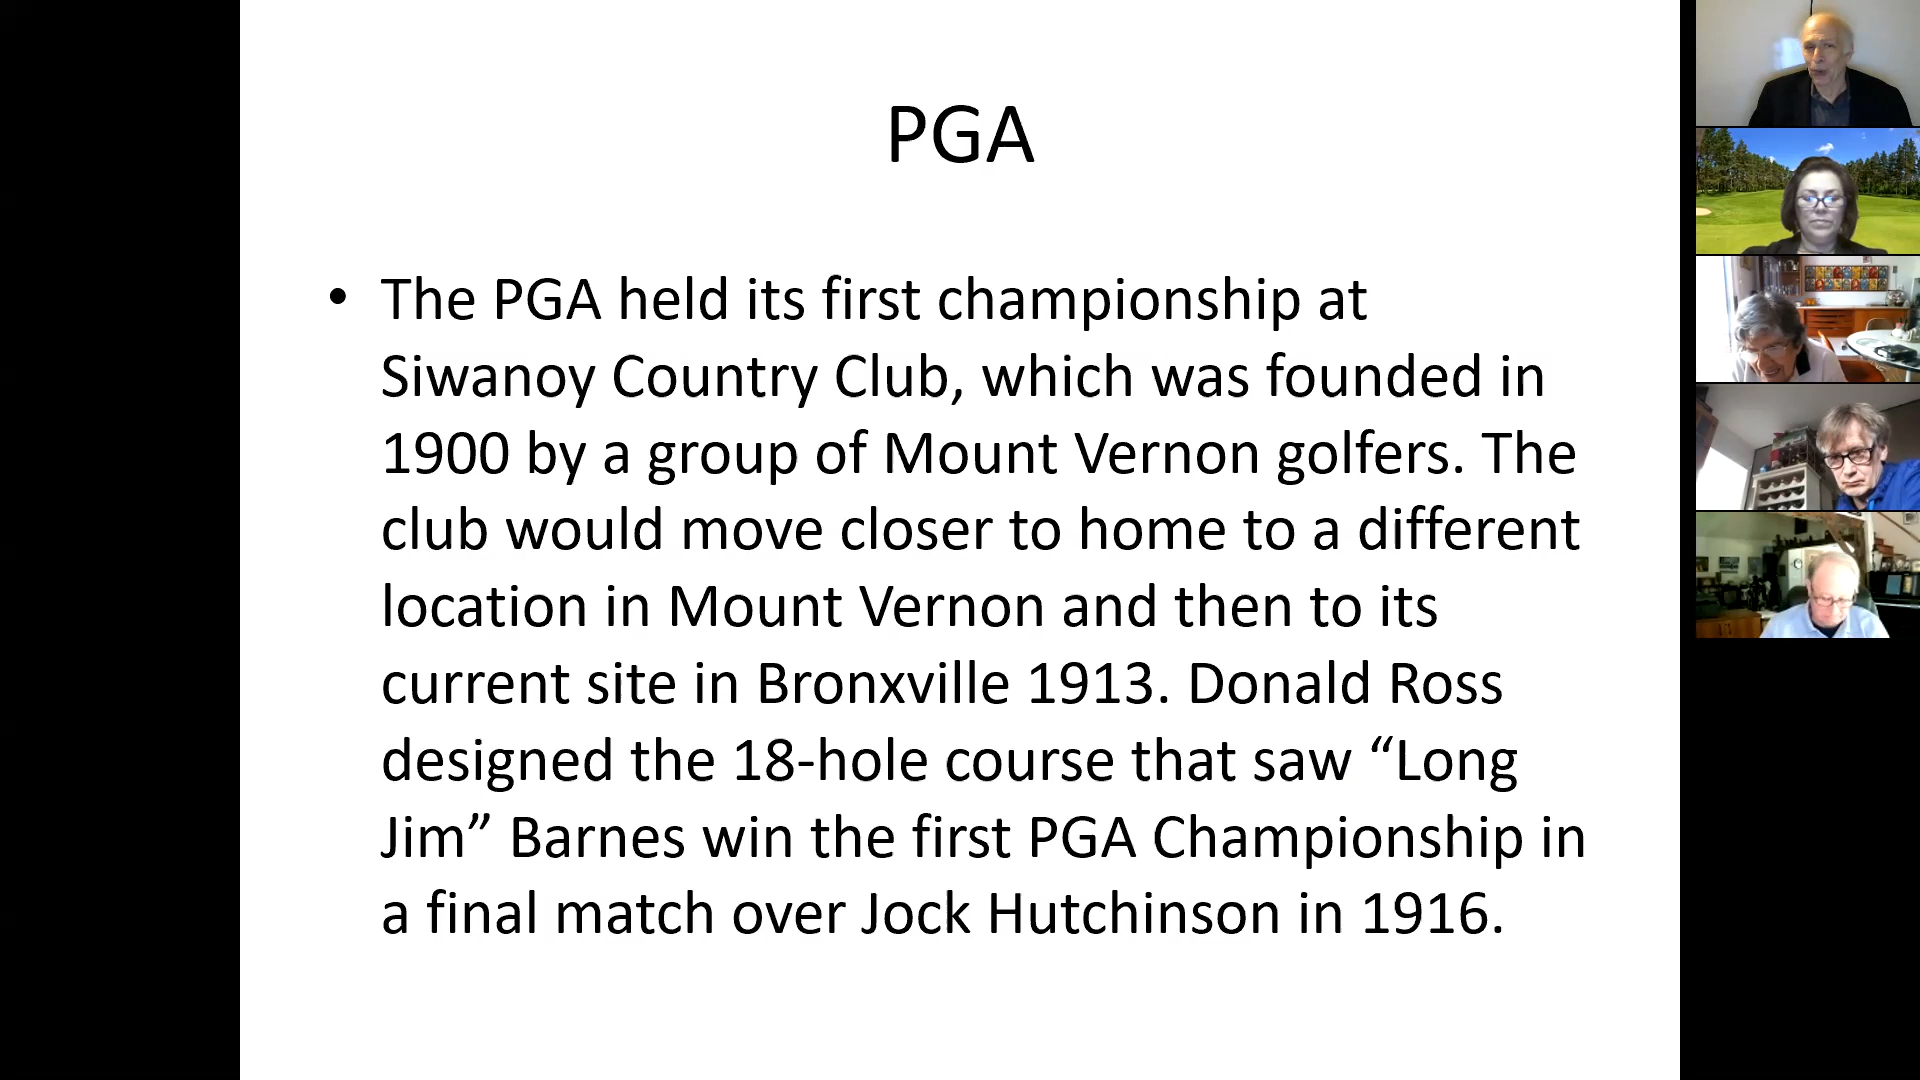 PGA
• The PGA held its first championship at
Siwanoy Country Club, which was founded in
1900 by a group of Mount Vernon golfers. The
club would move closer to home to a different
location in Mount Vernon and then to its
current site in Bronxville 1913. Donald Ross
designed the 18-hole course that saw “Long
Jim” Barnes win the first PGA Championship in
a final match over Jock Hutchinson in 1916.